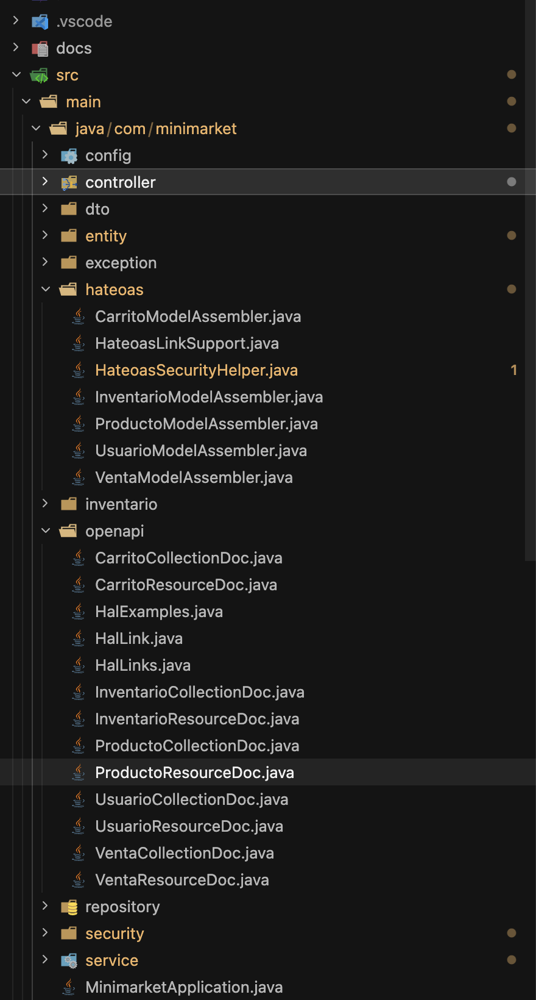 .vscode
docs
src
main
java/com/minimarket
config
controller
dto
entity
exception
hateoas
CarritoModelAssembler.java
HateoasLinkSupport.java
HateoasSecurityHelper.java 1
InventarioModelAssembler.java
ProductoModelAssembler.java
UsuarioModelAssembler.java
VentaModelAssembler.java
inventario
openapi
CarritoCollectionDoc.java
CarritoResourceDoc.java
HalExamples.java
HalLink.java
HalLinks.java
InventarioCollectionDoc.java
InventarioResourceDoc.java
ProductoCollectionDoc.java
ProductoResourceDoc.java
UsuarioCollectionDoc.java
UsuarioResourceDoc.java
VentaCollectionDoc.java
VentaResourceDoc.java
repository
security
service
MinimarketApplication.java